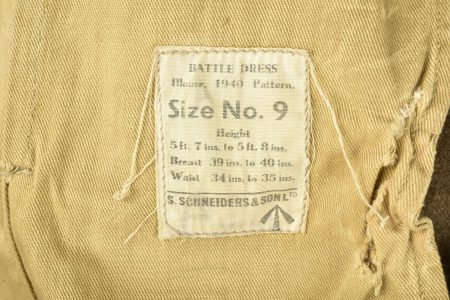 BATTLE DRESS
Blouse, 1940 Pattern.
Size No. 9
Height
5 ft. 7 ins. to 5 ft. 8 ins.
Breast 39 ins. to 40 ins.
Waist 34 ins. to 35 ins.
S. SCHNEIDERS & SON LTD